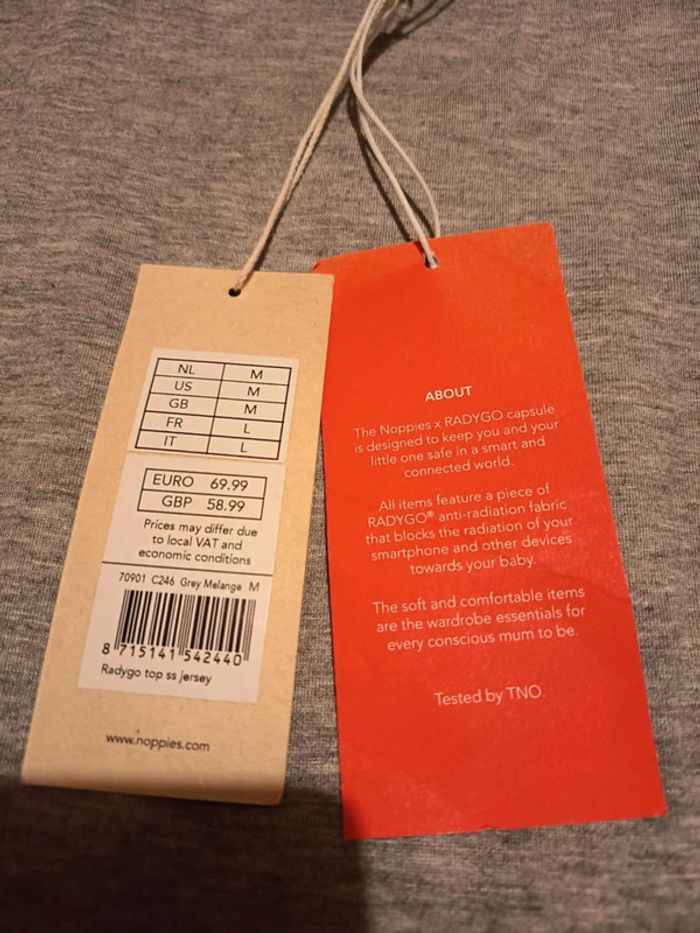 NL M
US M
GB M
FR L
IT L
EURO 69.99
GBP 58.99
Prices may differ due
to local VAT and
economic conditions
70901 C246 Grey Melange M
8 715141 542440
Radygo top ss jersey
www.noppies.com
ABOUT
The Noppies x RADYGO capsule
is designed to keep you and your
little one safe in a smart and
connected world.
All items feature a piece of
RADYGO® anti-radiation fabric
that blocks the radiation of your
smartphone and other devices
towards your baby.
The soft and comfortable items
are the wardrobe essentials for
every conscious mum to be.
Tested by TNO.